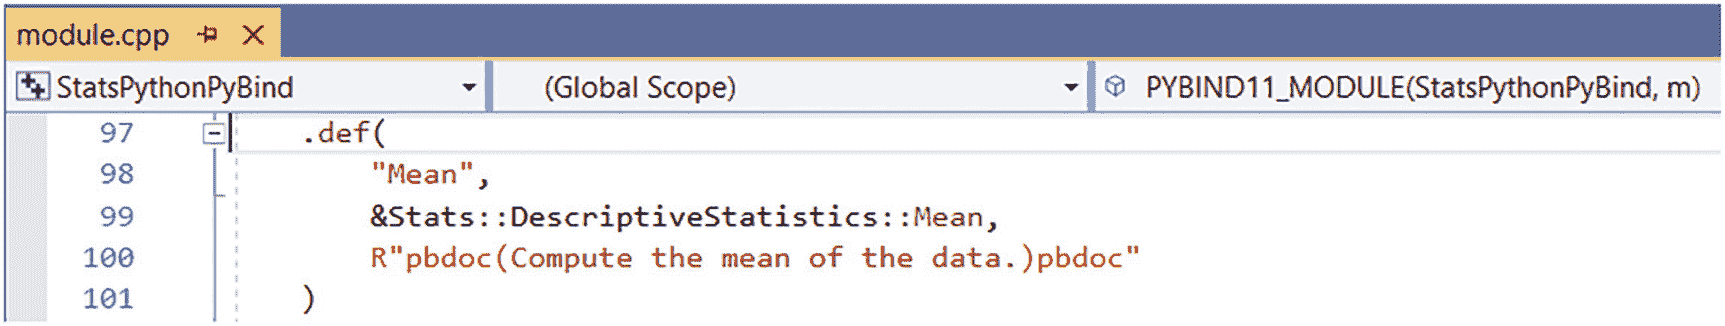 module.cpp
StatsPythonPyBind (Global Scope) PYBIND11_MODULE(StatsPythonPyBind, m)
97 .def(
98 "Mean",
99 &Stats::DescriptiveStatistics::Mean,
100 R"pbdoc(Compute the mean of the data.)pbdoc"
101 )